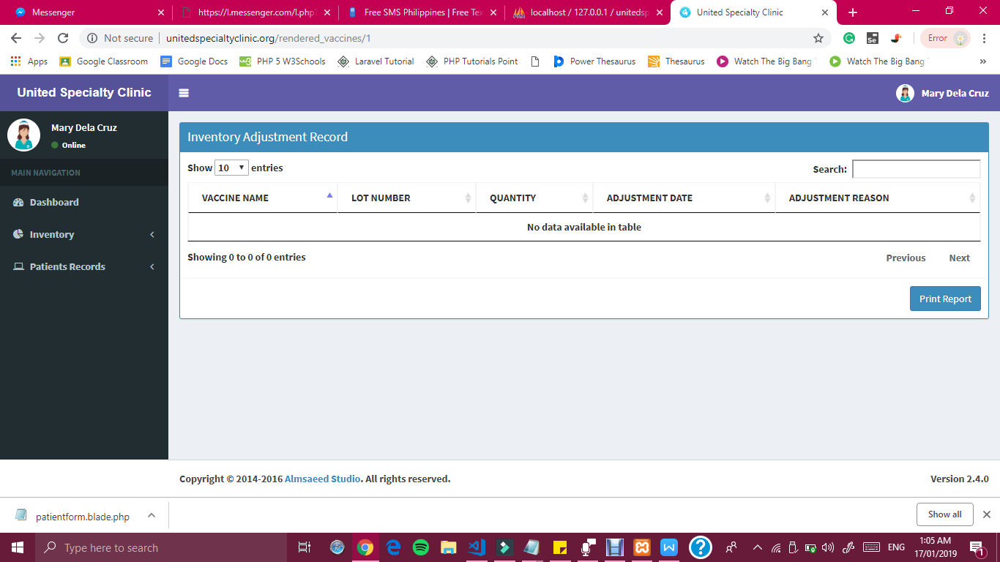 Messenger
https://l.messenger.com/l.php?
Free SMS Philippines | Free Tex
localhost / 127.0.0.1 / unitedsp
United Specialty Clinic
Not secure
unitedspecialtyclinic.org/rendered_vaccines/1
Se
Error
Apps
Google Classroom
Google Docs
PHP 5 W3Schools
Laravel Tutorial
PHP Tutorials Point
Power Thesaurus
Thesaurus
Watch The Big Bang
Watch The Big Bang
»
United Specialty Clinic
Mary Dela Cruz
Mary Dela Cruz
Online
MAIN NAVIGATION
Dashboard
Inventory
Patients Records
Inventory Adjustment Record
Show 10 entries
Search:
VACCINE NAME LOT NUMBER QUANTITY ADJUSTMENT DATE ADJUSTMENT REASON
No data available in table
Showing 0 to 0 of 0 entries
Previous Next
Print Report
Copyright © 2014-2016 Almsaeed Studio. All rights reserved.
Version 2.4.0
patientform.blade.php
Show all
Type here to search
ENG
1:05 AM
17/01/2019
1